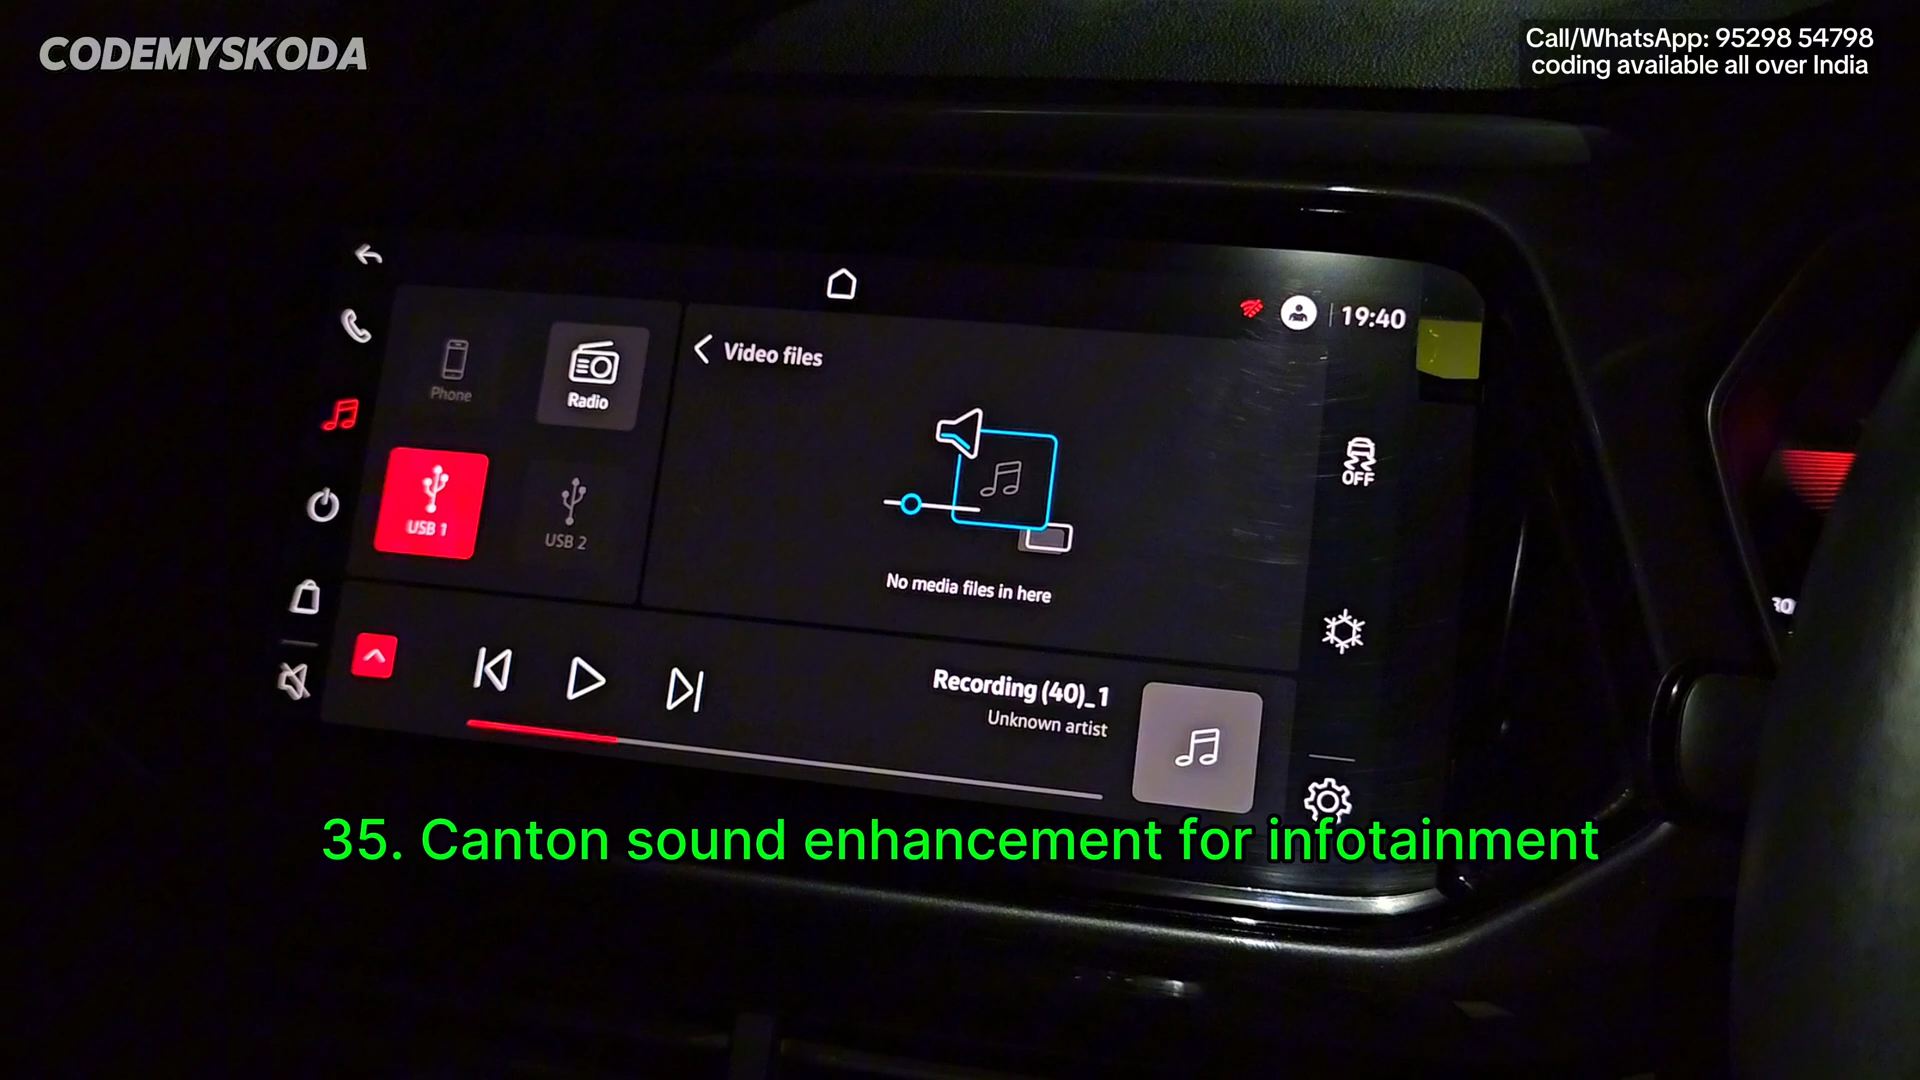 CODEMYSKODA
Call/WhatsApp: 95298 54798
coding available all over India
19:40
Phone
Radio
Video files
OFF
USB 1
USB 2
No media files in here
30
Recording (40)_1
Unknown artist
35. Canton sound enhancement for infotainment